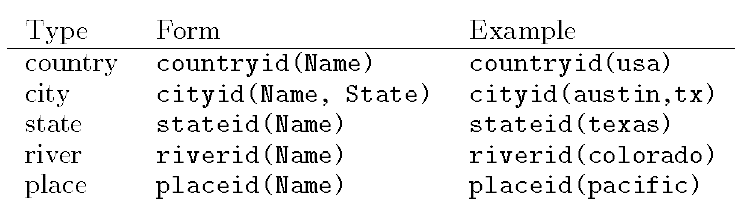 Type Form Example
country countryid(Name) countryid(usa)
city cityid(Name, State) cityid(austin,tx)
state stateid(Name) stateid(texas)
river riverid(Name) riverid(colorado)
place placeid(Name) placeid(pacific)